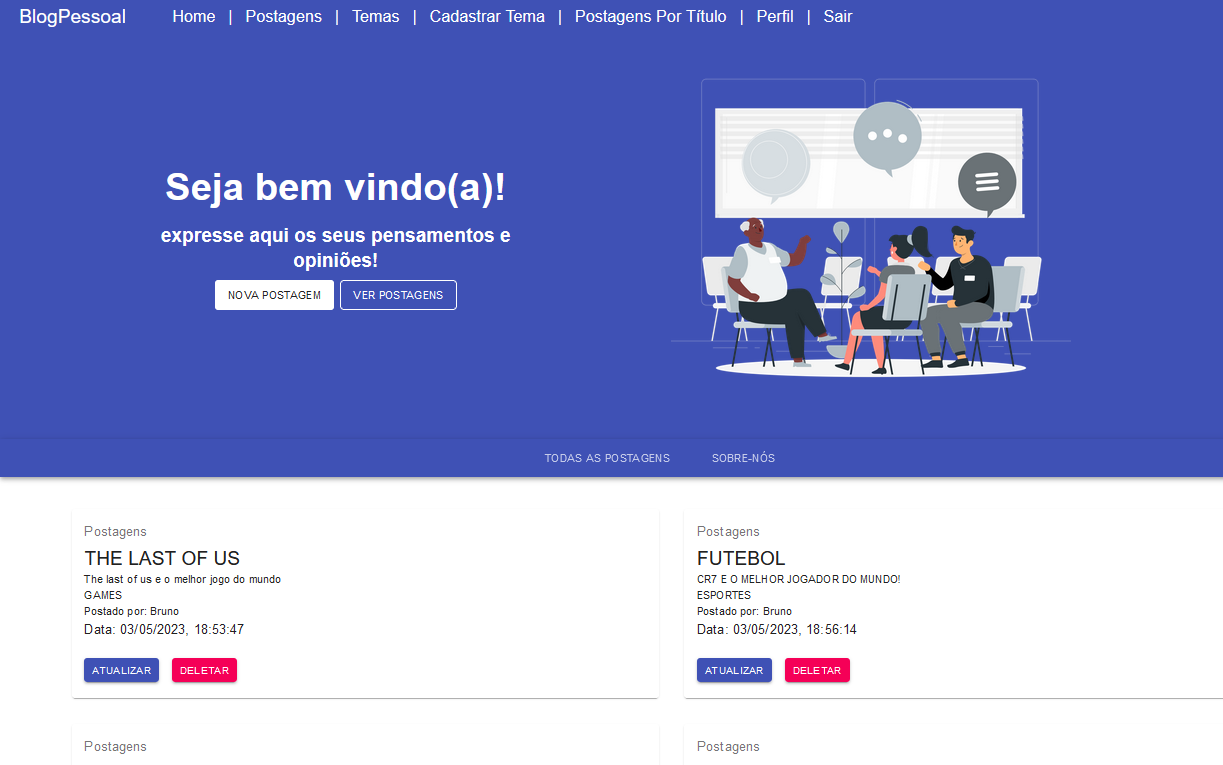 BlogPessoal Home | Postagens | Temas | Cadastrar Tema | Postagens Por Título | Perfil | Sair
Seja bem vindo(a)!
expresse aqui os seus pensamentos e
opiniões!
NOVA POSTAGEM VER POSTAGENS
TODAS AS POSTAGENS SOBRE-NÓS
Postagens
THE LAST OF US
The last of us e o melhor jogo do mundo
GAMES
Postado por: Bruno
Data: 03/05/2023, 18:53:47
ATUALIZAR DELETAR
Postagens
FUTEBOL
CR7 E O MELHOR JOGADOR DO MUNDO!
ESPORTES
Postado por: Bruno
Data: 03/05/2023, 18:56:14
ATUALIZAR DELETAR
Postagens
Postagens